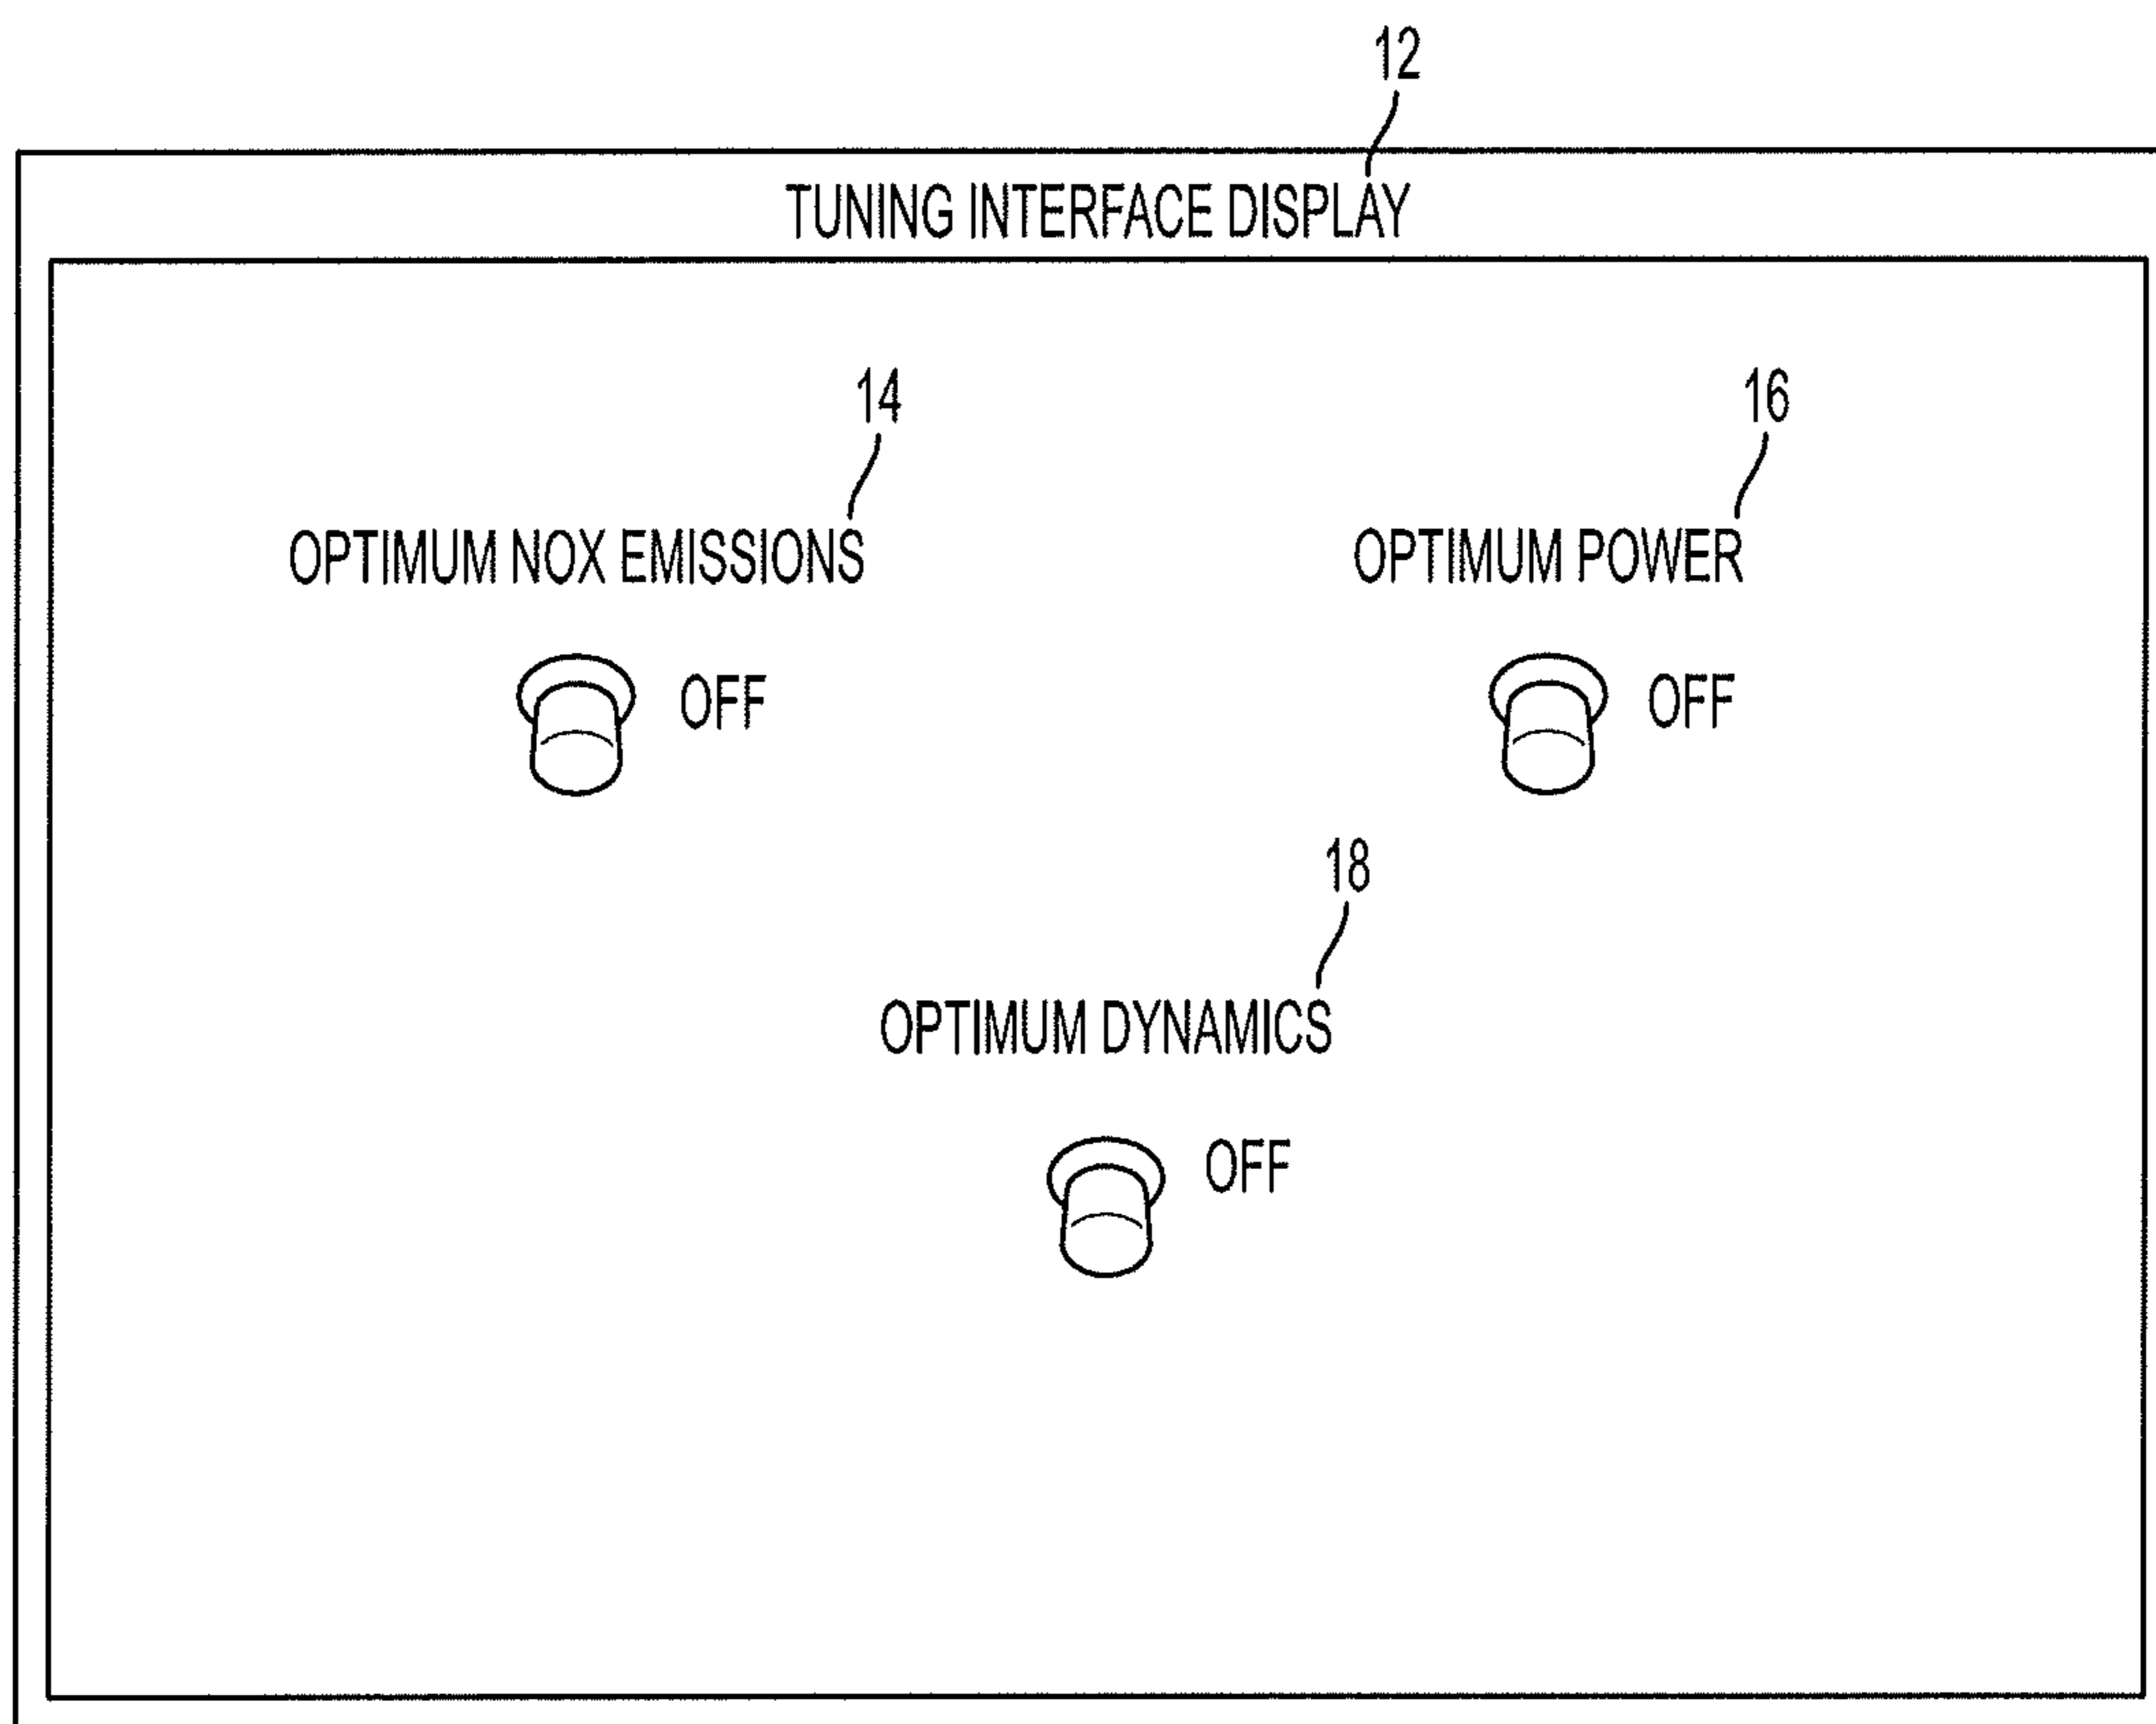 12
TUNING INTERFACE DISPLAY
14
16
OPTIMUM NOX EMISSIONS
OPTIMUM POWER
OFF
OFF
18
OPTIMUM DYNAMICS
OFF